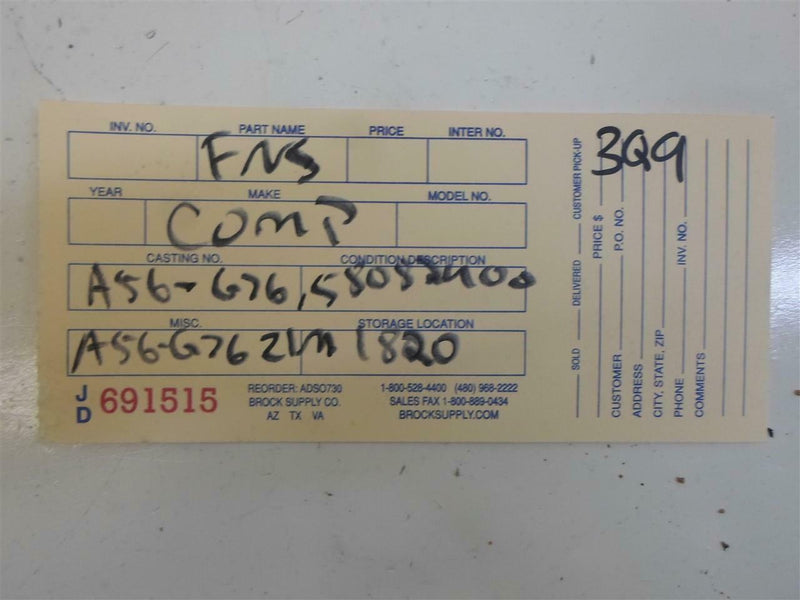 INV. NO. PART NAME PRICE INTER NO.
FNS
YEAR MAKE MODEL NO.
COMP
CASTING NO. CONDITION DESCRIPTION
A56-G76,
MISC. STORAGE LOCATION
A56-G76 1820
JD 691515
REORDER: ADSO730
BROCK SUPPLY CO.
AZ TX VA
1-800-528-4400 (480) 968-2222
SALES FAX 1-800-889-0434
BROCKSUPPLY.COM
3Q9
SOLD DELIVERED CUSTOMER PICK-UP
PRICE $
CUSTOMER P.O. NO.
ADDRESS
CITY, STATE, ZIP
PHONE INV. NO.
COMMENTS